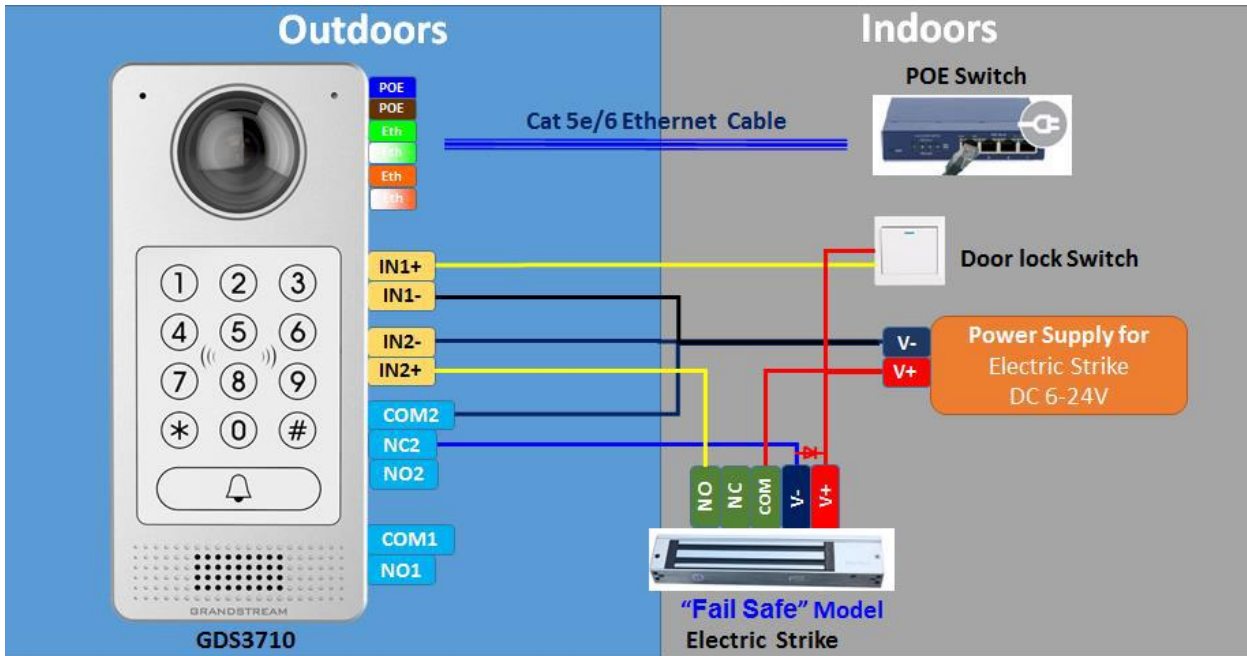 Outdoors
Indoors
POE
POE
Eth
Eth
Eth
Eth
Cat 5e/6 Ethernet Cable
POE Switch
IN1+
IN1-
IN2-
IN2+
COM2
NC2
NO2
COM1
NO1
Door lock Switch
V-
V+
Power Supply for
Electric Strike
DC 6-24V
1
2
3
4
5
6
7
8
9
*
0
#
NO
NC
COM
V-
V+
GRANDSTREAM
GDS3710
“Fail Safe” Model
Electric Strike